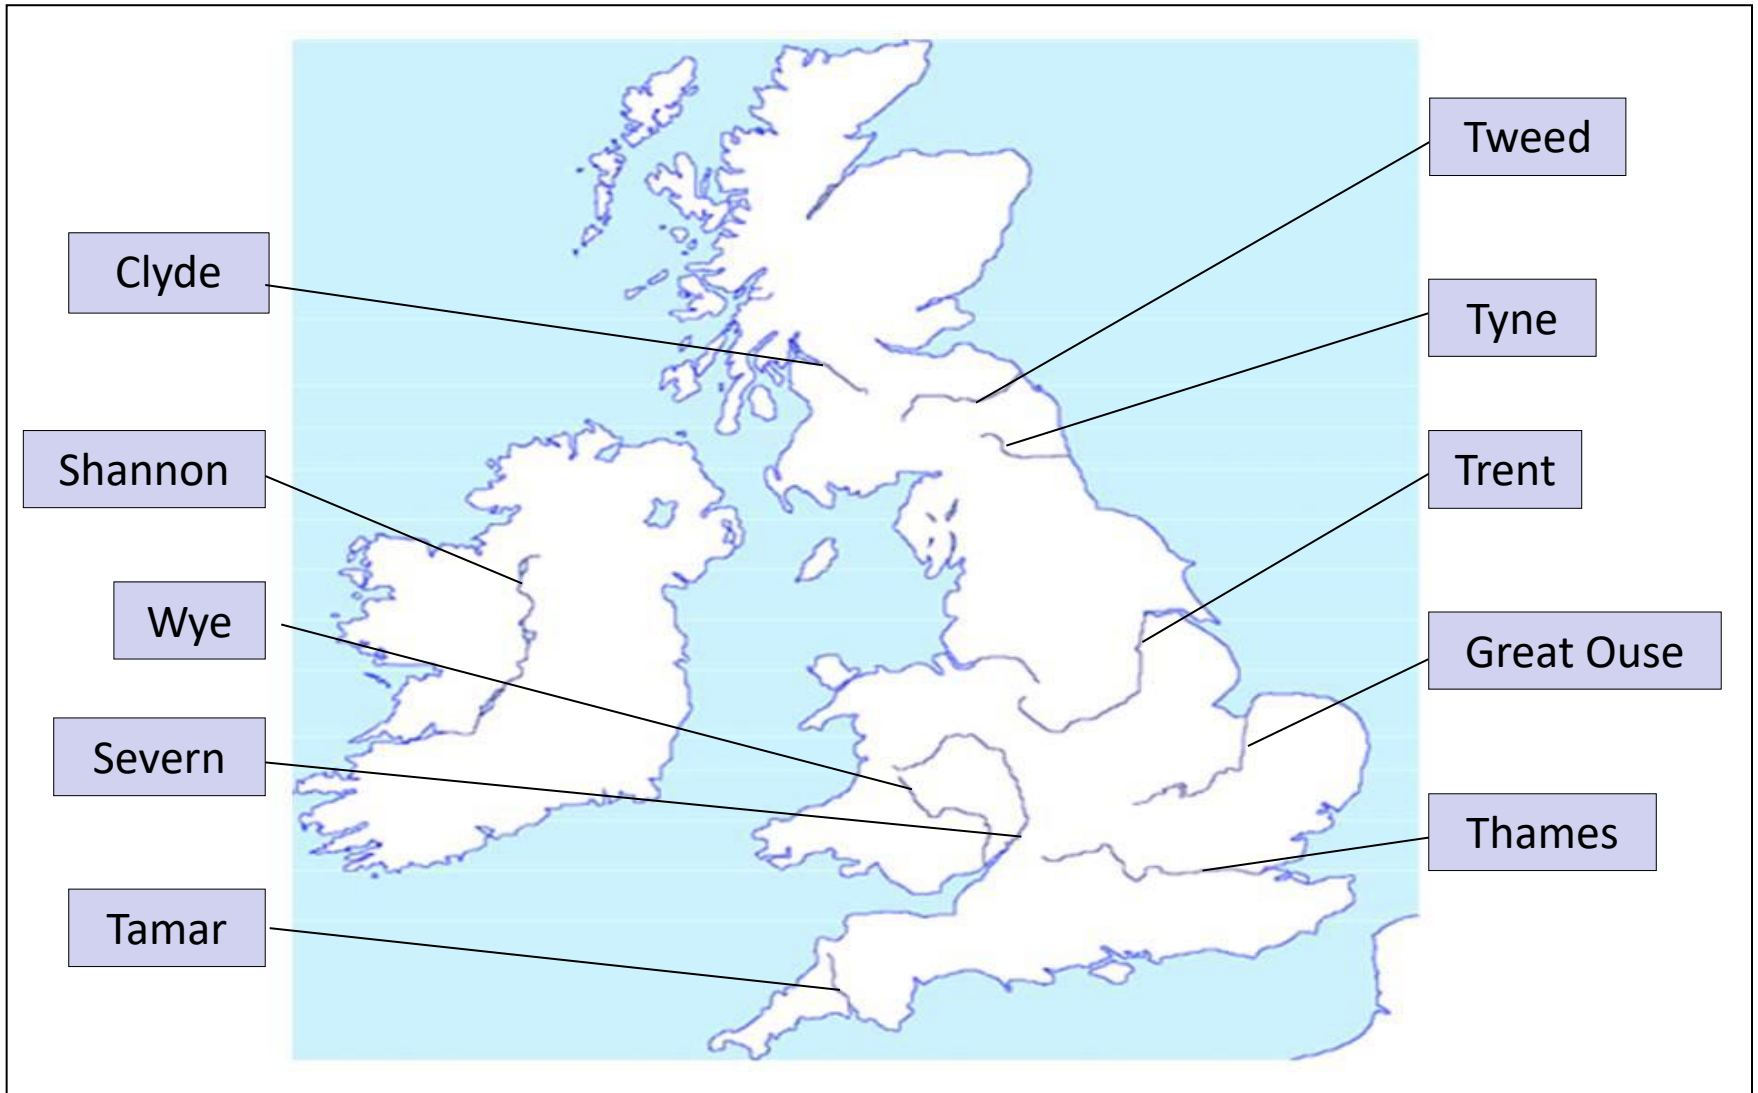 Clyde
Shannon
Wye
Severn
Tamar
Tweed
Tyne
Trent
Great Ouse
Thames